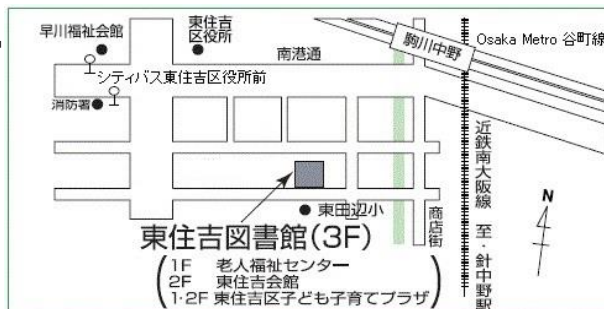 早川福祉会館
東住吉
区役所
南港通
駒川中野
Osaka Metro 谷町線
シティバス東住吉区役所前
消防署
近鉄南大阪線 至・針中野駅
N
東田辺小
商店街
東住吉図書館(3F)
1F 老人福祉センター
2F 東住吉会館
1・2F 東住吉区子ども子育てプラザ